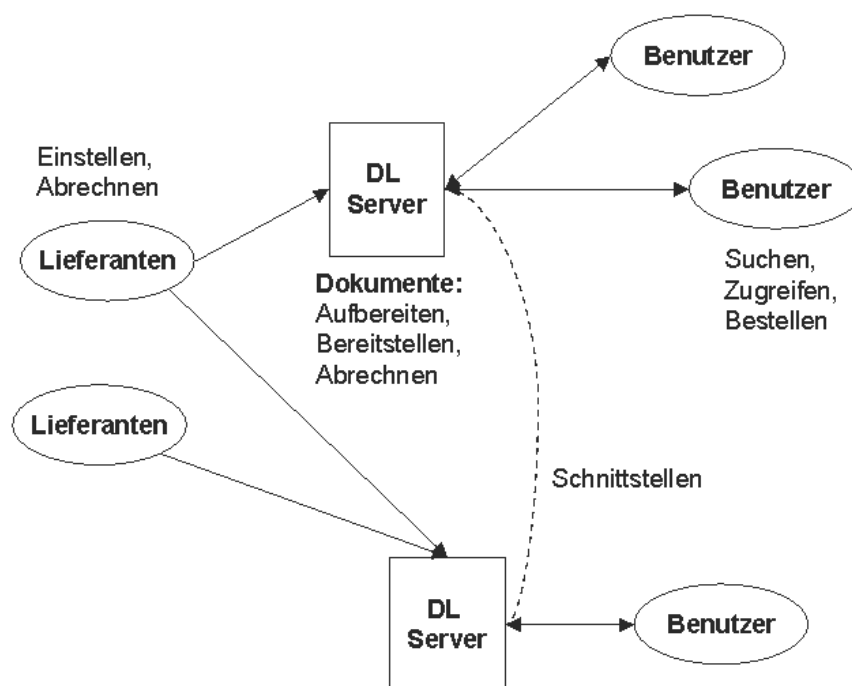 Benutzer
Einstellen,
Abrechnen
DL
Server
Benutzer
Lieferanten
Suchen,
Zugreifen,
Bestellen
Dokumente:
Aufbereiten,
Bereitstellen,
Abrechnen
Lieferanten
Schnittstellen
DL
Server
Benutzer